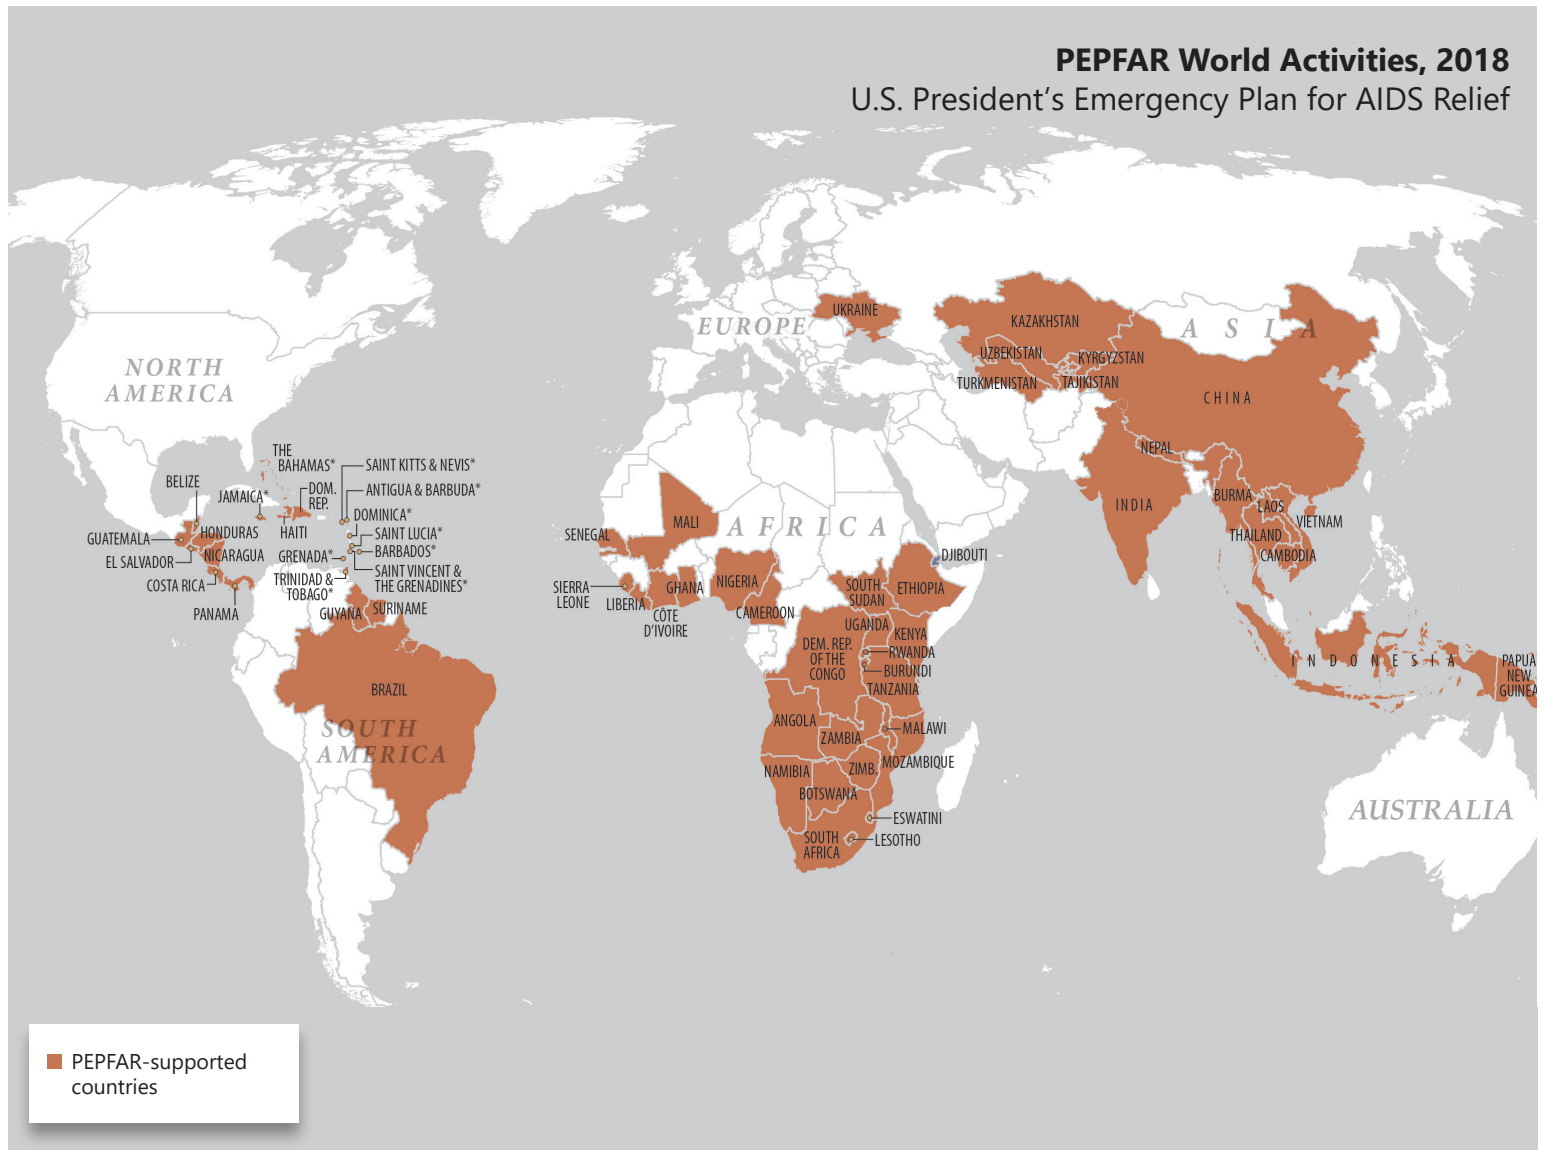 PEPFAR World Activities, 2018
U.S. President's Emergency Plan for AIDS Relief
NORTH
AMERICA
EUROPE
ASIA
AFRICA
SOUTH
AMERICA
AUSTRALIA
UKRAINE
KAZAKHSTAN
UZBEKISTAN
KYRGYZSTAN
TURKMENISTAN
TAJIKISTAN
CHINA
NEPAL
INDIA
BURMA
LAOS
VIETNAM
THAILAND
CAMBODIA
INDONESIA
PAPUA
NEW
GUINEA
THE
BAHAMAS*
BELIZE
JAMAICA*
DOM.
REP.
HAITI
GUATEMALA
HONDURAS
EL SALVADOR
NICARAGUA
COSTA RICA
PANAMA
SAINT KITTS & NEVIS*
ANTIGUA & BARBUDA*
DOMINICA*
SAINT LUCIA*
BARBADOS*
GRENADA*
SAINT VINCENT &
THE GRENADINES*
TRINIDAD &
TOBAGO*
GUYANA
SURINAME
BRAZIL
SENEGAL
MALI
SIERRA
LEONE
LIBERIA
CÔTE
D'IVOIRE
GHANA
NIGERIA
CAMEROON
SOUTH
SUDAN
ETHIOPIA
DJIBOUTI
UGANDA
KENYA
DEM. REP.
OF THE
CONGO
RWANDA
BURUNDI
TANZANIA
ANGOLA
ZAMBIA
MALAWI
MOZAMBIQUE
NAMIBIA
ZIMB.
BOTSWANA
ESWATINI
SOUTH
AFRICA
LESOTHO
PEPFAR-supported
countries